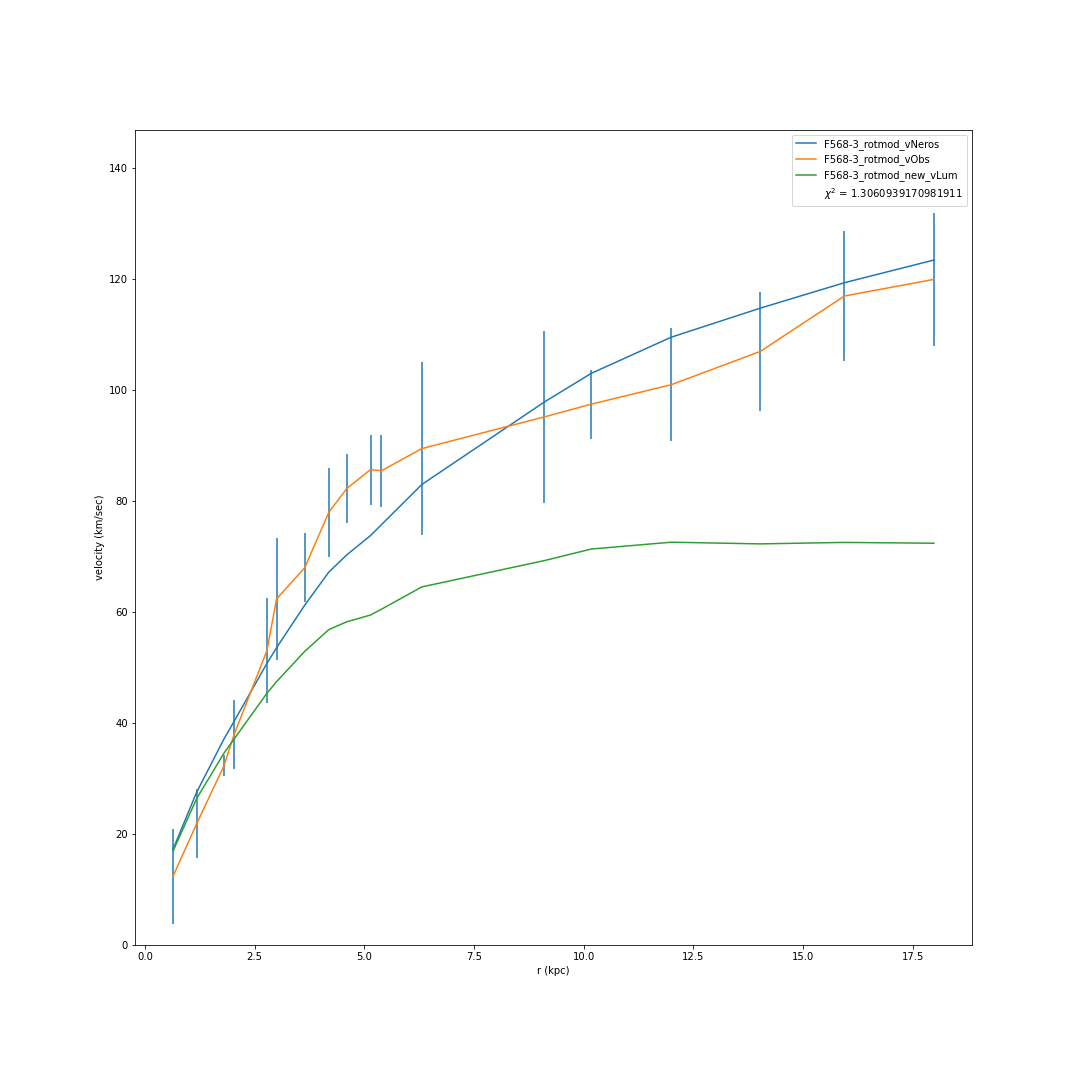 F568-3_rotmod_vNeros
F568-3_rotmod_vObs
F568-3_rotmod_new_vLum
χ² = 1.3060939170981911
140
120
100
80
60
40
20
0
velocity (km/sec)
0.0 2.5 5.0 7.5 10.0 12.5 15.0 17.5
r (kpc)